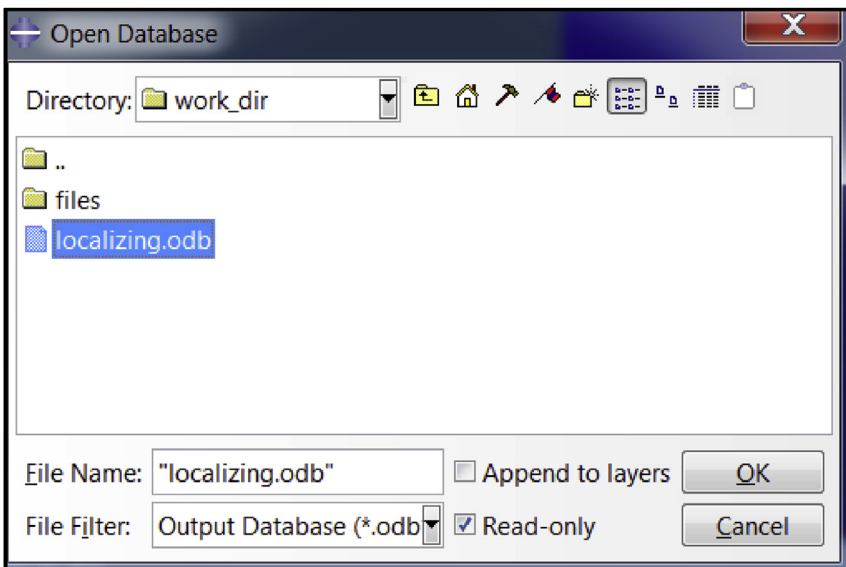 Open Database
Directory: work_dir
..
files
localizing.odb
File Name: "localizing.odb" Append to layers OK
File Filter: Output Database (*.odb Read-only Cancel